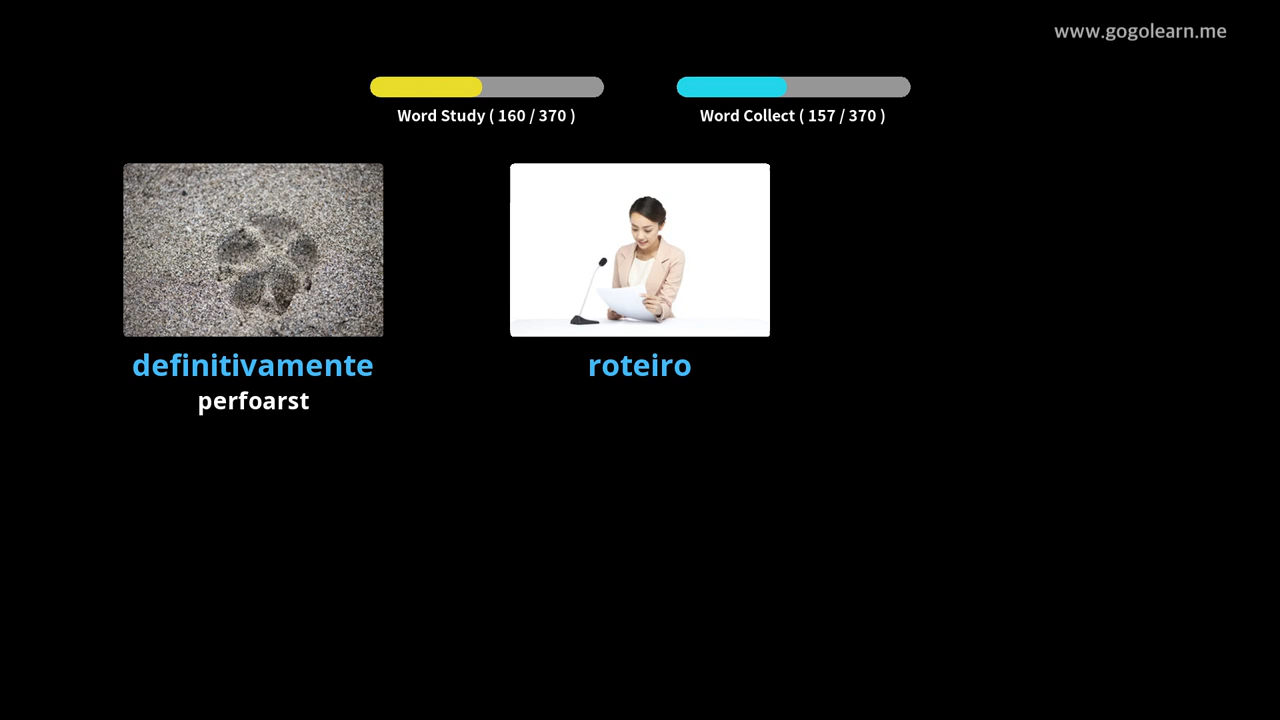 www.gogolearn.me
Word Study ( 160 / 370 )
Word Collect ( 157 / 370 )
definitivamente
perfoarst
roteiro